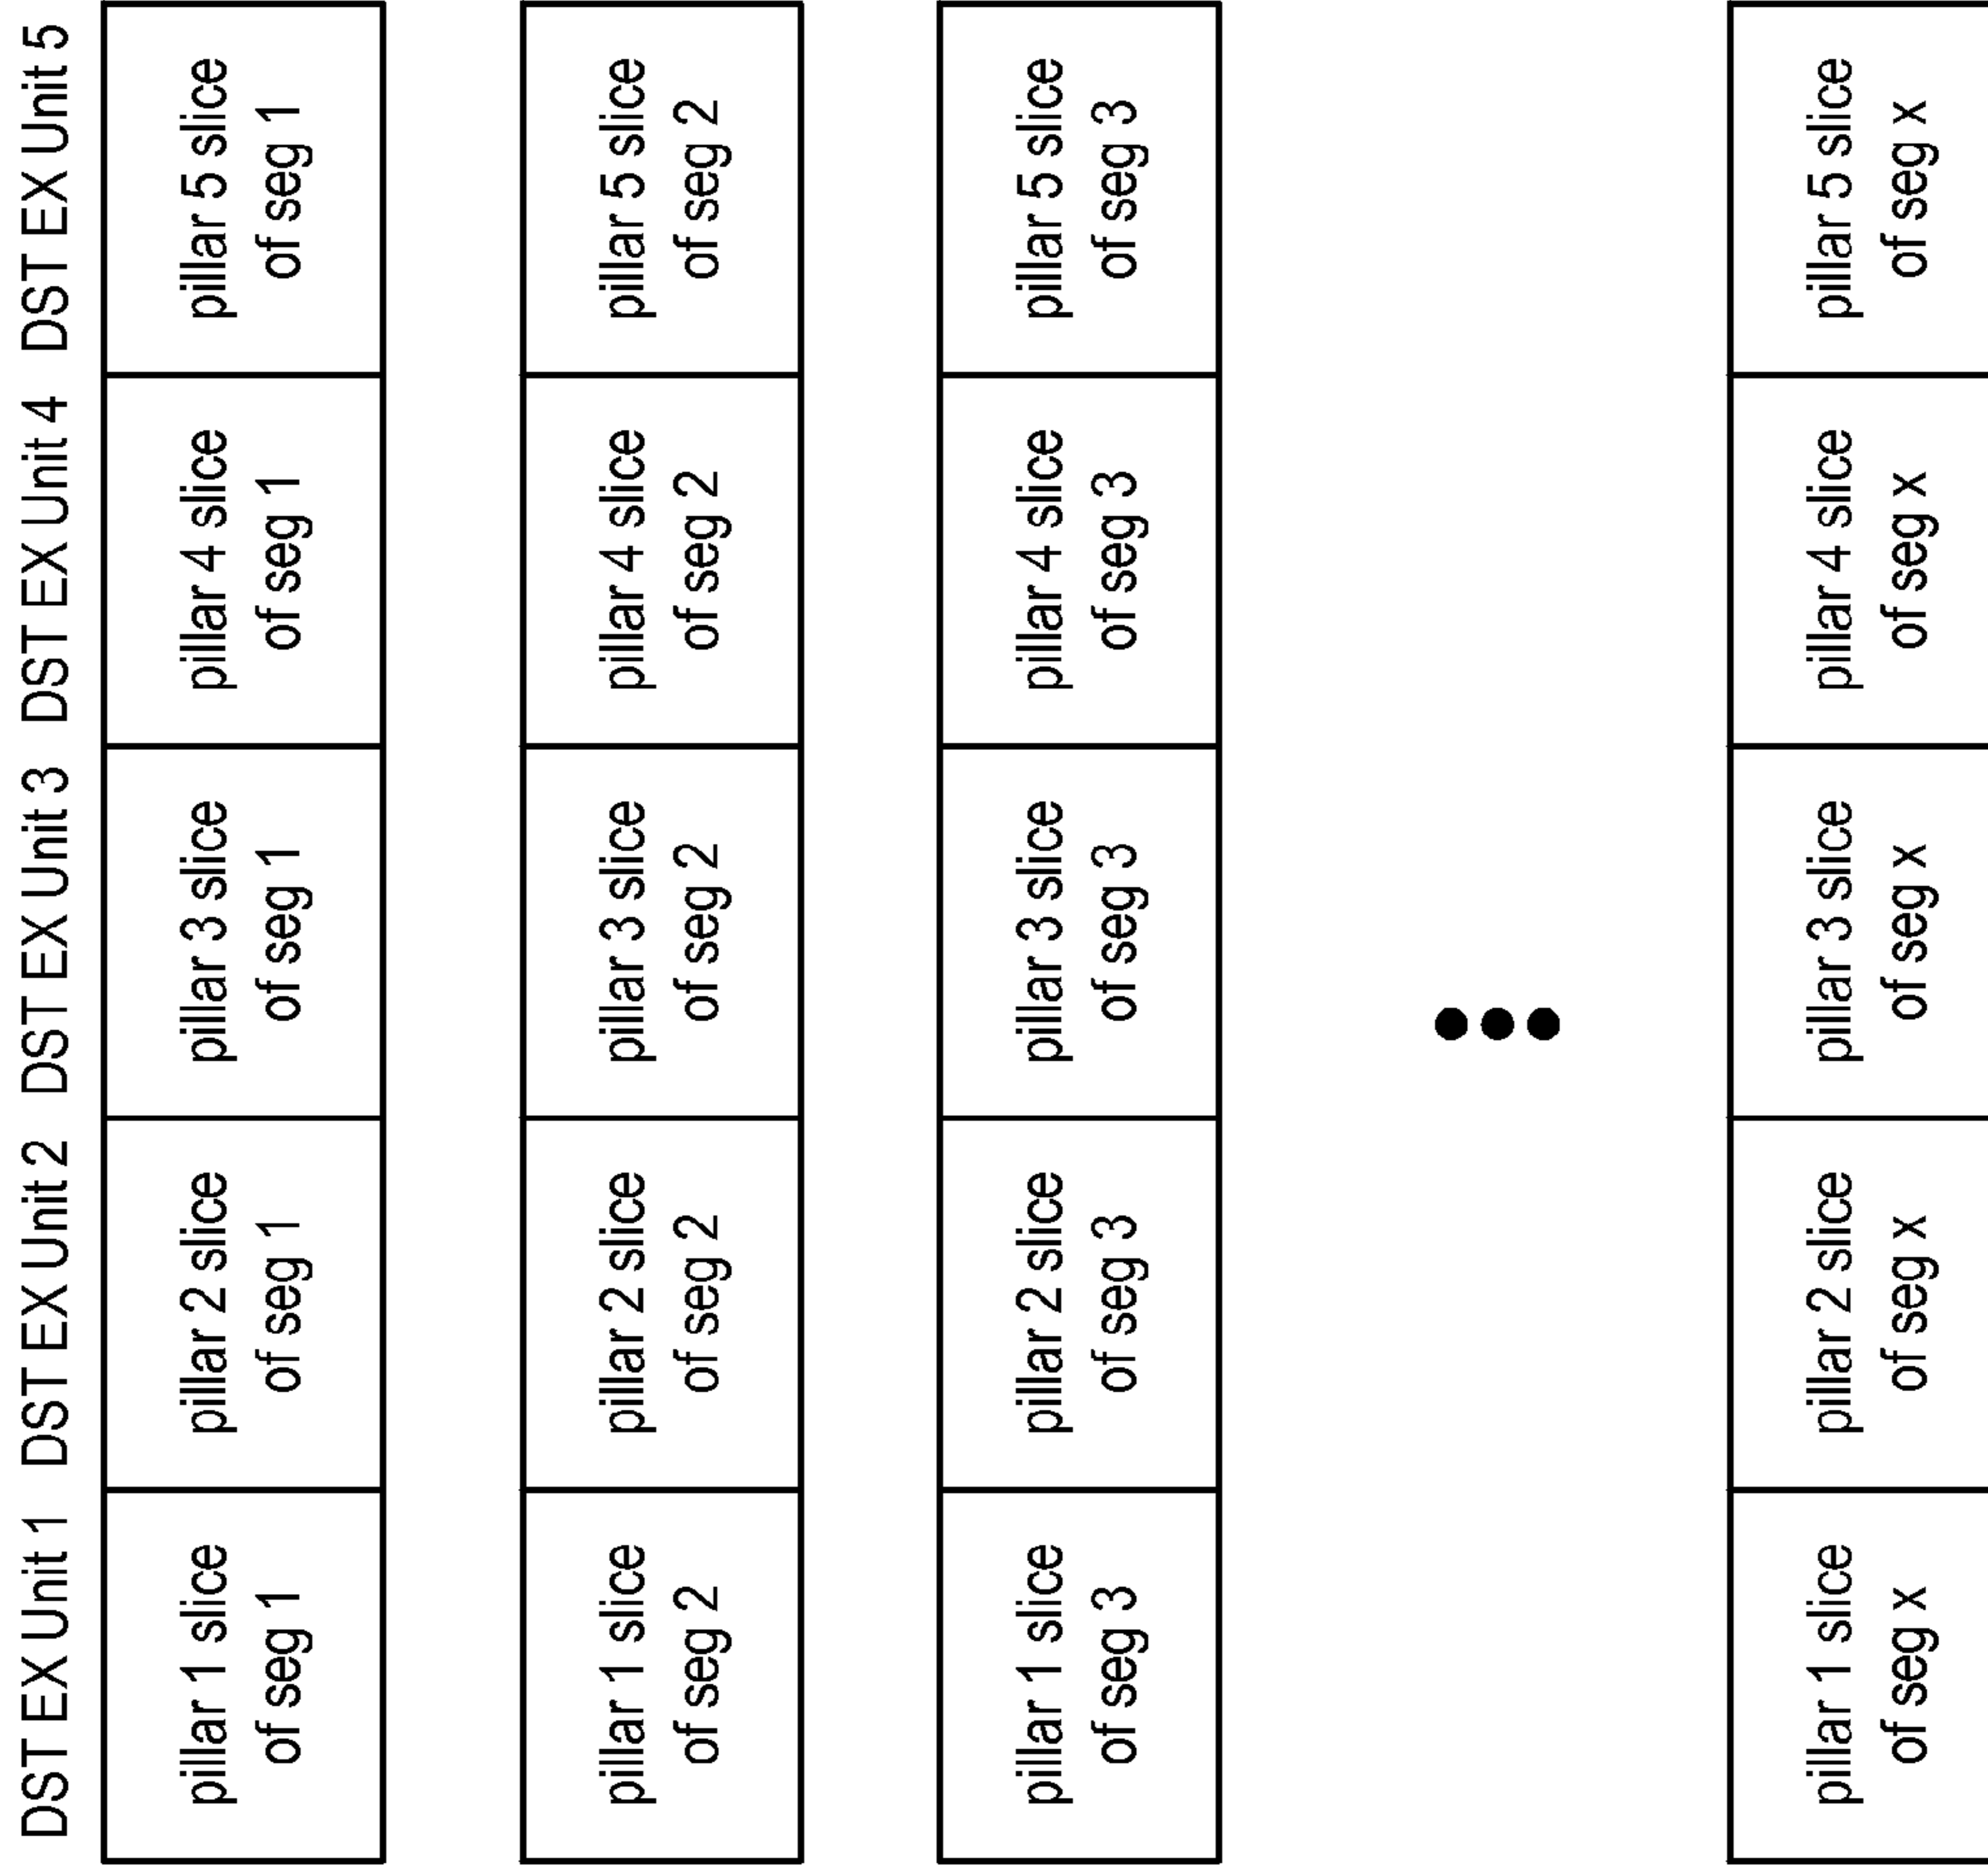 DST EX Unit 1
DST EX Unit 2
DST EX Unit 3
DST EX Unit 4
DST EX Unit 5
pillar 1 slice
of seg 1
pillar 2 slice
of seg 1
pillar 3 slice
of seg 1
pillar 4 slice
of seg 1
pillar 5 slice
of seg 1
pillar 1 slice
of seg 2
pillar 2 slice
of seg 2
pillar 3 slice
of seg 2
pillar 4 slice
of seg 2
pillar 5 slice
of seg 2
pillar 1 slice
of seg 3
pillar 2 slice
of seg 3
pillar 3 slice
of seg 3
pillar 4 slice
of seg 3
pillar 5 slice
of seg 3
pillar 1 slice
of seg x
pillar 2 slice
of seg x
pillar 3 slice
of seg x
pillar 4 slice
of seg x
pillar 5 slice
of seg x